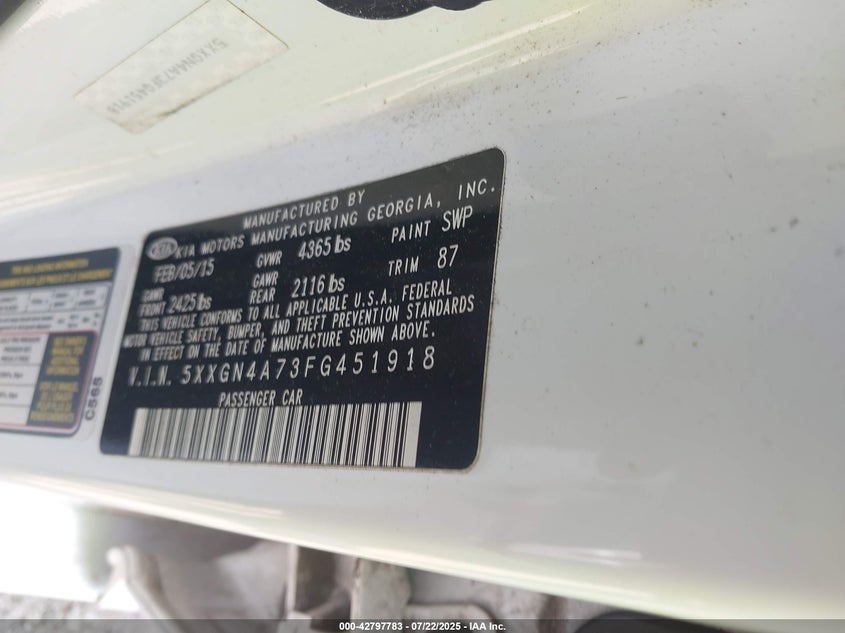 5XXGN4A73FG451918
MANUFACTURED BY
KIA KIA MOTORS MANUFACTURING GEORGIA, INC.
FEB/05/15 GVWR 4365 lbs PAINT SWP
GAWR FRONT 2425 lbs GAWR REAR 2116 lbs TRIM 87
THIS VEHICLE CONFORMS TO ALL APPLICABLE U.S.A. FEDERAL
MOTOR VEHICLE SAFETY, BUMPER, AND THEFT PREVENTION STANDARDS
IN EFFECT ON THE DATE OF MANUFACTURE SHOWN ABOVE.
V.I.N. 5XXGN4A73FG451918
PASSENGER CAR
C565
000-42797783 - 07/22/2025 - IAA Inc.